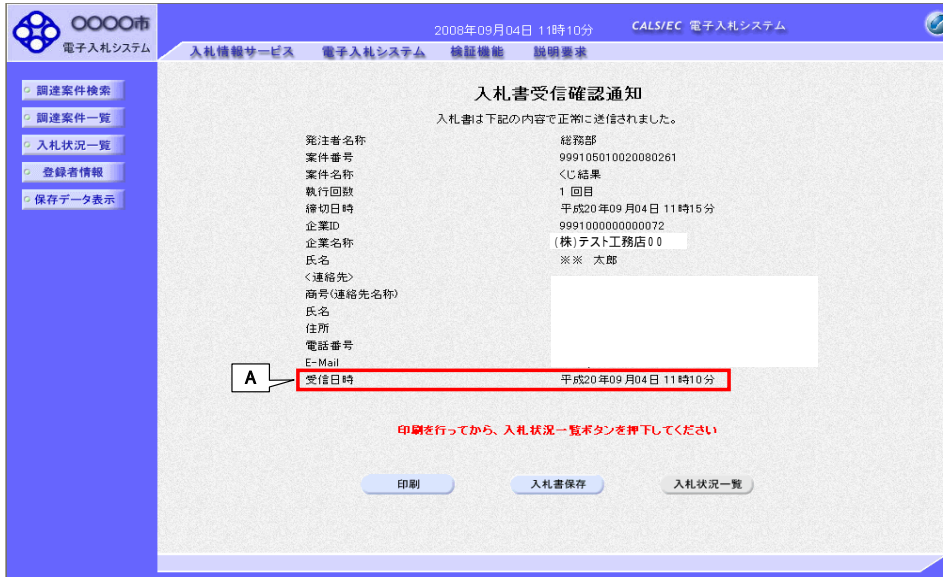 OOOO市
電子入札システム
2008年09月04日 11時10分
CALS/EC 電子入札システム
入札情報サービス 電子入札システム 検証機能 説明要求
調達案件検索
調達案件一覧
入札状況一覧
登録者情報
保存データ表示
入札書受信確認通知
入札書は下記の内容で正常に送信されました。
発注者名称 総務部
案件番号 999105010020080261
案件名称 くじ結果
執行回数 1 回目
締切日時 平成20年09月04日 11時15分
企業ID 9991000000000072
企業名称 (株)テスト工務店00
氏名 ※※ 太郎
<連絡先>
商号(連絡先名称)
氏名
住所
電話番号
E-Mail
A
受信日時 平成20年09月04日 11時10分
印刷を行ってから、入札状況一覧ボタンを押下してください
印刷 入札書保存 入札状況一覧